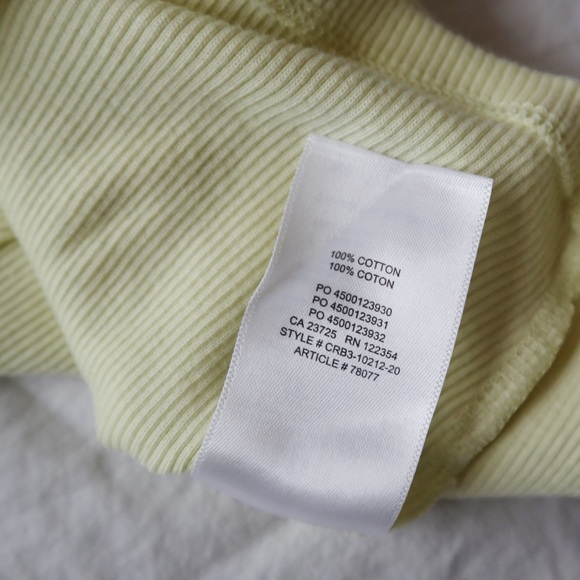 100% COTTON
100% COTON
PO 4500123930
PO 4500123931
PO 4500123932
CA 23725 RN 122354
STYLE # CRB3-10212-20
ARTICLE # 78077